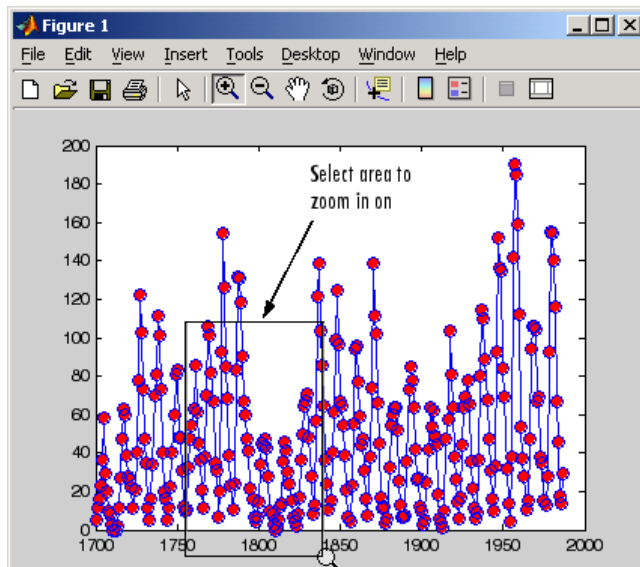 Figure 1
File Edit View Insert Tools Desktop Window Help
200
180
160
140
120
100
80
60
40
20
0
Select area to
zoom in on
1700 1750 1800 1850 1900 1950 2000